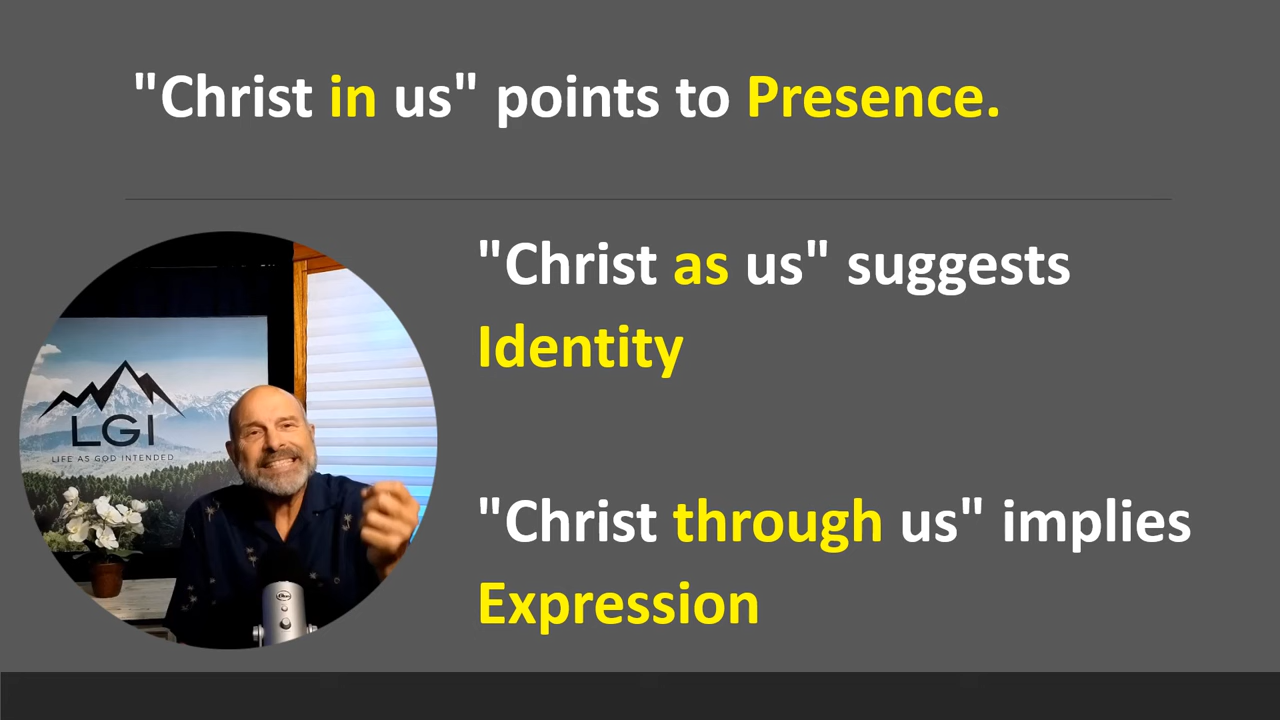 "Christ in us" points to Presence.
"Christ as us" suggests
Identity
LGI
LIFE AS GOD INTENDED
"Christ through us" implies
Expression